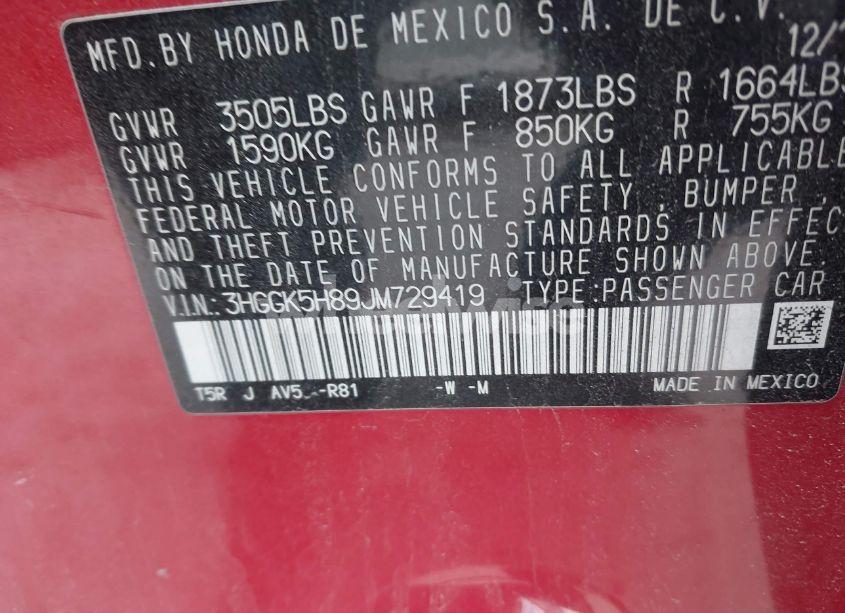 MFD.BY HONDA DE MEXICO S.A. DE C.V. 12/
GVWR 3505LBS GAWR F 1873LBS R 1664LBS
GVWR 1590KG GAWR F 850KG R 755KG
THIS VEHICLE CONFORMS TO ALL APPLICABLE
FEDERAL MOTOR VEHICLE SAFETY, BUMPER,
AND THEFT PREVENTION STANDARDS IN EFFEC
ON THE DATE OF MANUFACTURE SHOWN ABOVE.
V.I.N.: 3HGGK5H89JM729419 TYPE:PASSENGER CAR
T5R J AV5 -R81 -W -M MADE IN MEXICO